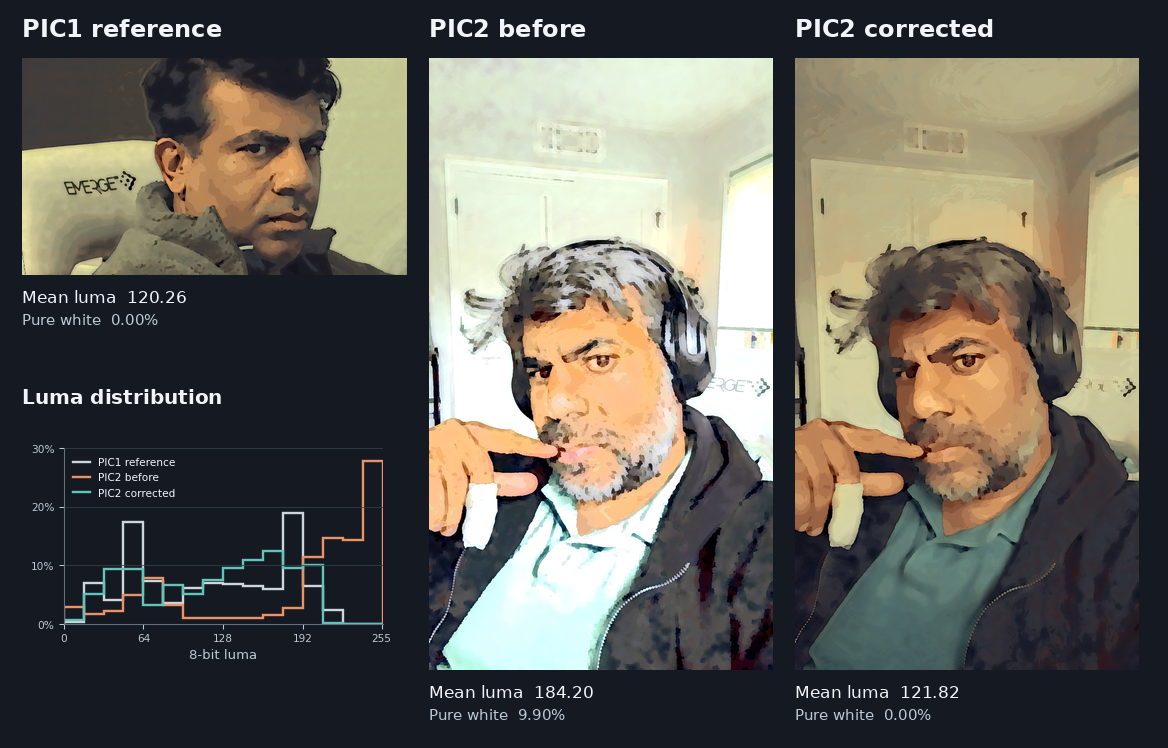 PIC1 reference
PIC2 before
PIC2 corrected
EMERGE
Mean luma 120.26
Pure white 0.00%
Luma distribution
30%
20%
10%
0%
PIC1 reference
PIC2 before
PIC2 corrected
0 64 128 192 255
8-bit luma
Mean luma 184.20
Pure white 9.90%
Mean luma 121.82
Pure white 0.00%